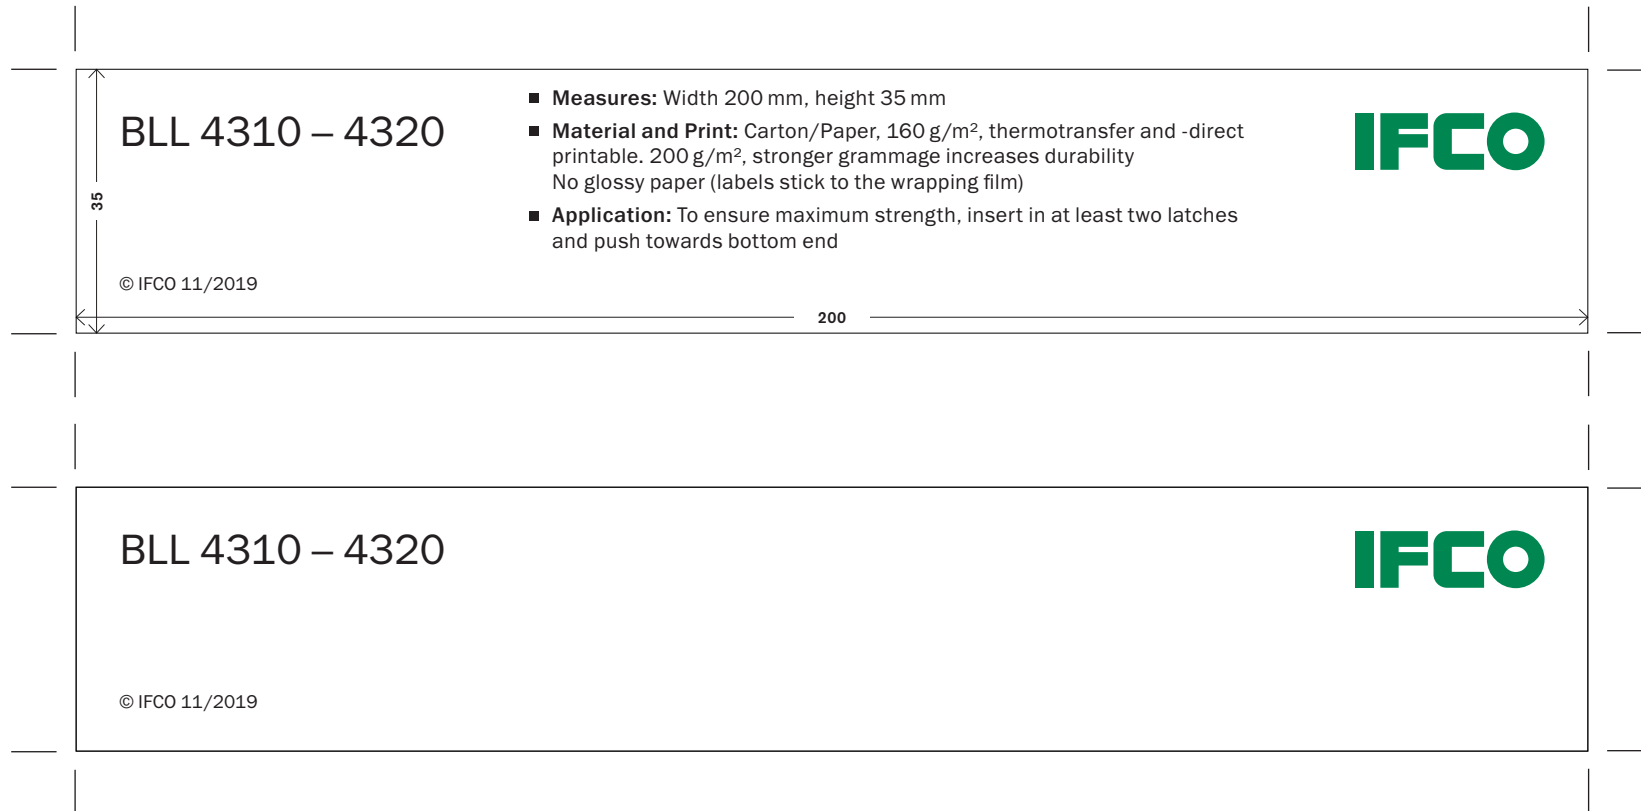 BLL 4310 – 4320
■ Measures: Width 200 mm, height 35 mm
■ Material and Print: Carton/Paper, 160 g/m², thermotransfer and -direct
printable. 200 g/m², stronger grammage increases durability
No glossy paper (labels stick to the wrapping film)
■ Application: To ensure maximum strength, insert in at least two latches
and push towards bottom end
IFCO
35
© IFCO 11/2019
200
BLL 4310 – 4320
IFCO
© IFCO 11/2019